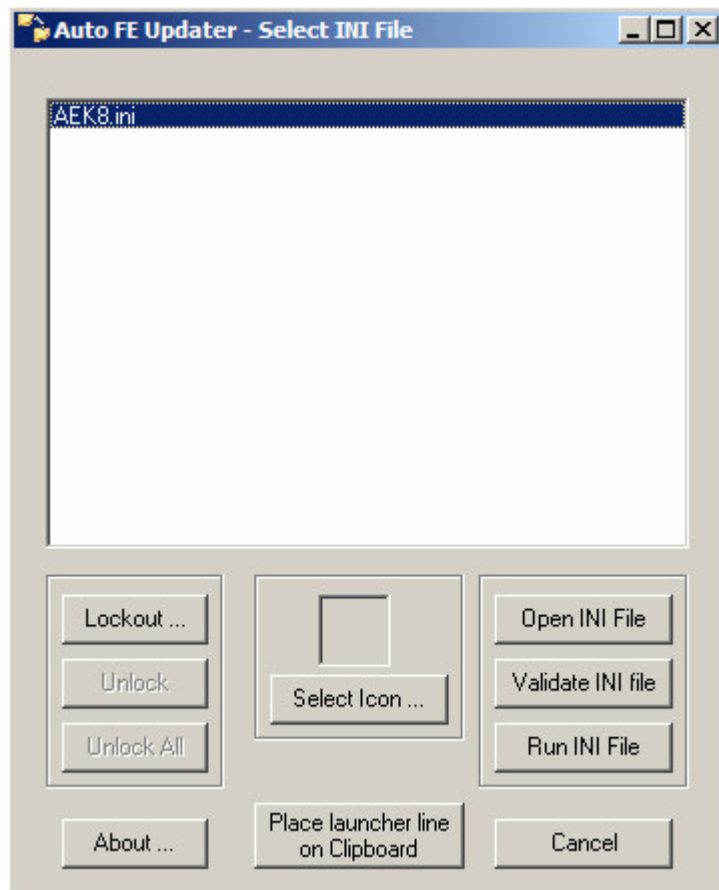 Auto FE Updater - Select INI File
AEK8.ini
Lockout ...
Unlock
Unlock All
Select Icon ...
Open INI File
Validate INI file
Run INI File
About ...
Place launcher line
on Clipboard
Cancel